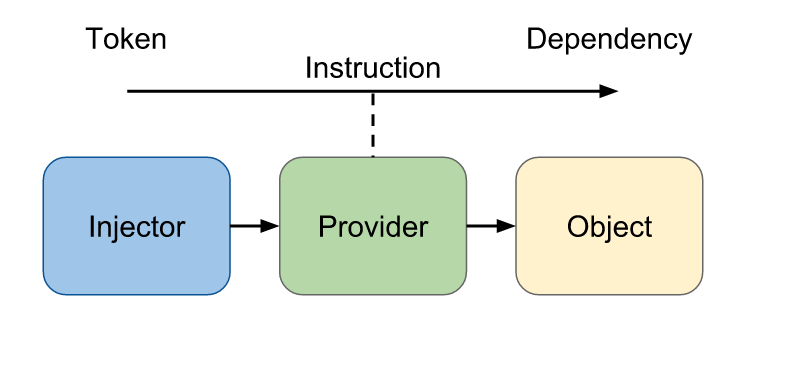 Token
Dependency
Instruction
Injector
Provider
Object